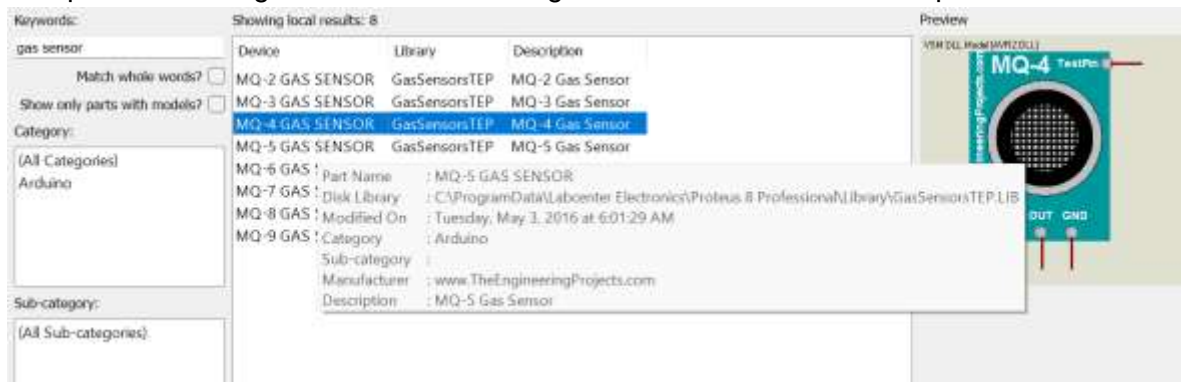 Keywords:
gas sensor
Match whole words?
Show only parts with models?
Category:
(All Categories)
Arduino
Sub-category:
(All Sub-categories)
Showing local results: 8
Device Library Description
MQ-2 GAS SENSOR GasSensorsTEP MQ-2 Gas Sensor
MQ-3 GAS SENSOR GasSensorsTEP MQ-3 Gas Sensor
MQ-4 GAS SENSOR GasSensorsTEP MQ-4 Gas Sensor
MQ-5 GAS SENSOR GasSensorsTEP MQ-5 Gas Sensor
MQ-6 GAS
MQ-7 GAS
MQ-8 GAS
MQ-9 GAS
Part Name : MQ-5 GAS SENSOR
Disk Library : C:\ProgramData\Labcenter Electronics\Proteus 8 Professional\Library\GasSensorsTEP.LIB
Modified On : Tuesday, May 3, 2016 at 6:01:29 AM
Category : Arduino
Sub-category :
Manufacturer : www.TheEngineeringProjects.com
Description : MQ-5 Gas Sensor
Preview
VSM DLL Model
MQ-4 TestPin
OUT GND